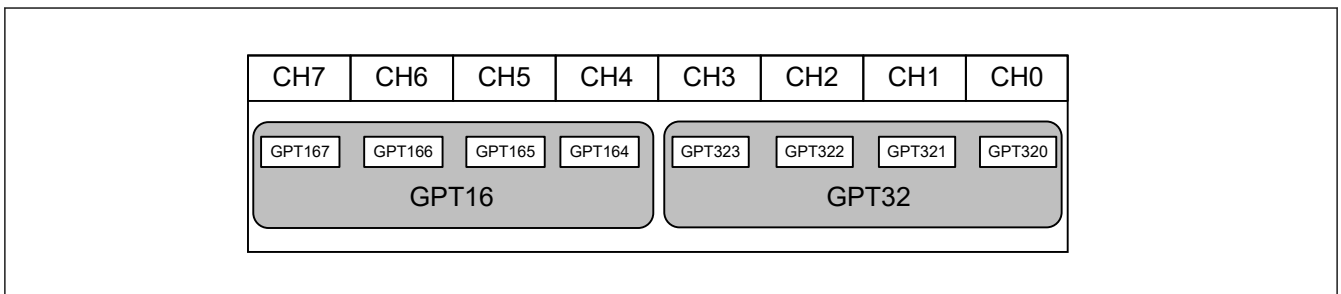 CH7 CH6 CH5 CH4 CH3 CH2 CH1 CH0
GPT167 GPT166 GPT165 GPT164 GPT323 GPT322 GPT321 GPT320
GPT16 GPT32